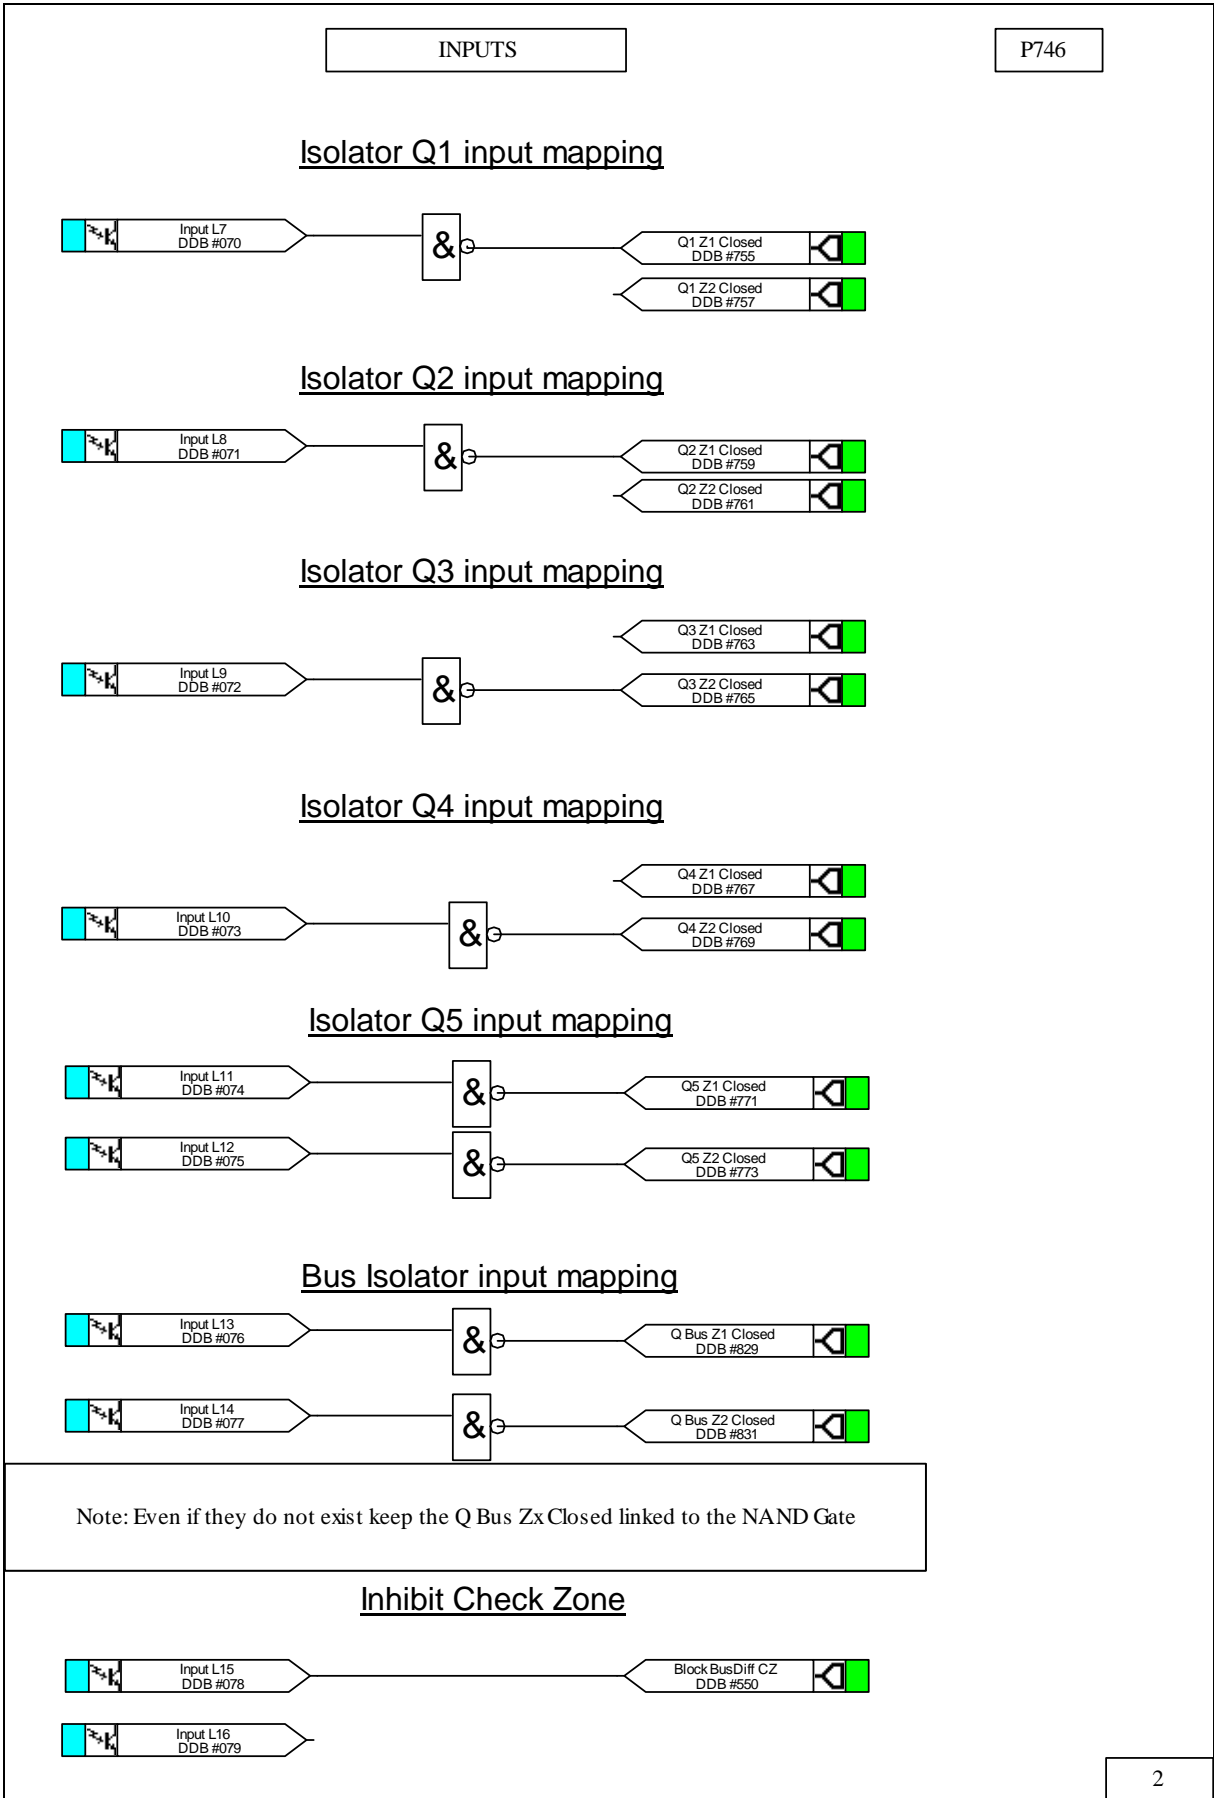 INPUTS
P746
Isolator Q1 input mapping
Input L7
DDB #070
&
Q1 Z1 Closed
DDB #755
Q1 Z2 Closed
DDB #757
Isolator Q2 input mapping
Input L8
DDB #071
&
Q2 Z1 Closed
DDB #759
Q2 Z2 Closed
DDB #761
Isolator Q3 input mapping
Q3 Z1 Closed
DDB #763
Input L9
DDB #072
&
Q3 Z2 Closed
DDB #765
Isolator Q4 input mapping
Q4 Z1 Closed
DDB #767
Input L10
DDB #073
&
Q4 Z2 Closed
DDB #769
Isolator Q5 input mapping
Input L11
DDB #074
&
Q5 Z1 Closed
DDB #771
Input L12
DDB #075
&
Q5 Z2 Closed
DDB #773
Bus Isolator input mapping
Input L13
DDB #076
&
Q Bus Z1 Closed
DDB #829
Input L14
DDB #077
&
Q Bus Z2 Closed
DDB #831
Note: Even if they do not exist keep the Q Bus Zx Closed linked to the NAND Gate
Inhibit Check Zone
Input L15
DDB #078
Block BusDiff CZ
DDB #550
Input L16
DDB #079
2